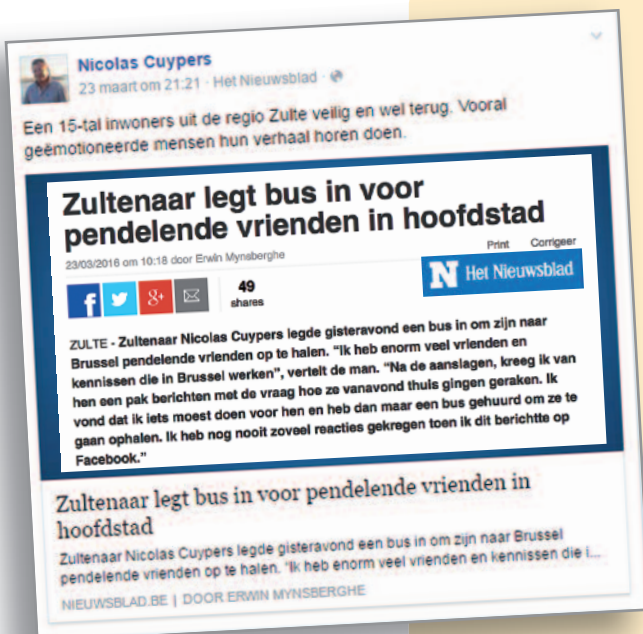 Nicolas Cuypers
23 maart om 21:21 · Het Nieuwsblad ·
Een 15-tal inwoners uit de regio Zulte veilig en wel terug. Vooral
geëmotioneerde mensen hun verhaal horen doen.
Zultenaar legt bus in voor
pendelende vrienden in hoofdstad
23/03/2016 om 10:18 door Erwin Mynsberghe
Print Corrigeer
f 8+ 49
shares
N Het Nieuwsblad
ZULTE - Zultenaar Nicolas Cuypers legde gisteravond een bus in om zijn naar
Brussel pendelende vrienden op te halen. “Ik heb enorm veel vrienden en
kennissen die in Brussel werken”, vertelt de man. “Na de aanslagen, kreeg ik van
hen een pak berichten met de vraag hoe ze vanavond thuis gingen geraken. Ik
vond dat ik iets moest doen voor hen en heb dan maar een bus gehuurd om ze te
gaan ophalen. Ik heb nog nooit zoveel reacties gekregen toen ik dit berichtte op
Facebook.”
Zultenaar legt bus in voor pendelende vrienden in
hoofdstad
Zultenaar Nicolas Cuypers legde gisteravond een bus in om zijn naar Brussel
pendelende vrienden op te halen. "Ik heb enorm veel vrienden en kennissen die i...
NIEUWSBLAD.BE | DOOR ERWIN MYNSBERGHE